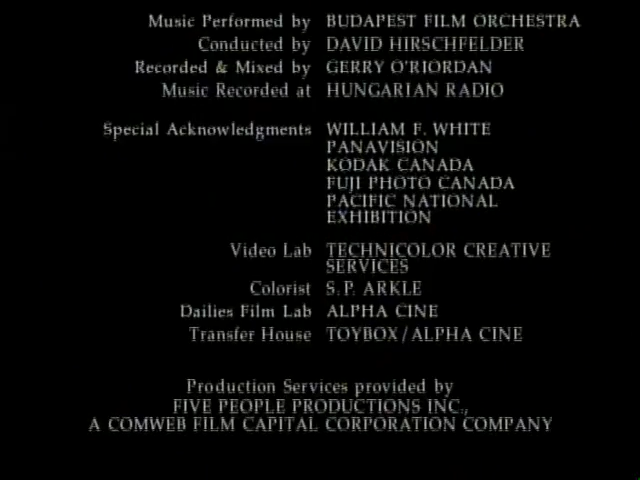 Music Performed by BUDAPEST FILM ORCHESTRA
Conducted by DAVID HIRSCHFELDER
Recorded & Mixed by GERRY O'RIORDAN
Music Recorded at HUNGARIAN RADIO
Special Acknowledgments WILLIAM F. WHITE
PANAVISION
KODAK CANADA
FUJI PHOTO CANADA
PACIFIC NATIONAL
EXHIBITION
Video Lab TECHNICOLOR CREATIVE
SERVICES
Colorist S.P. ARKLE
Dailies Film Lab ALPHA CINE
Transfer House TOYBOX/ALPHA CINE
Production Services provided by
FIVE PEOPLE PRODUCTIONS INC.,
A COMWEB FILM CAPITAL CORPORATION COMPANY